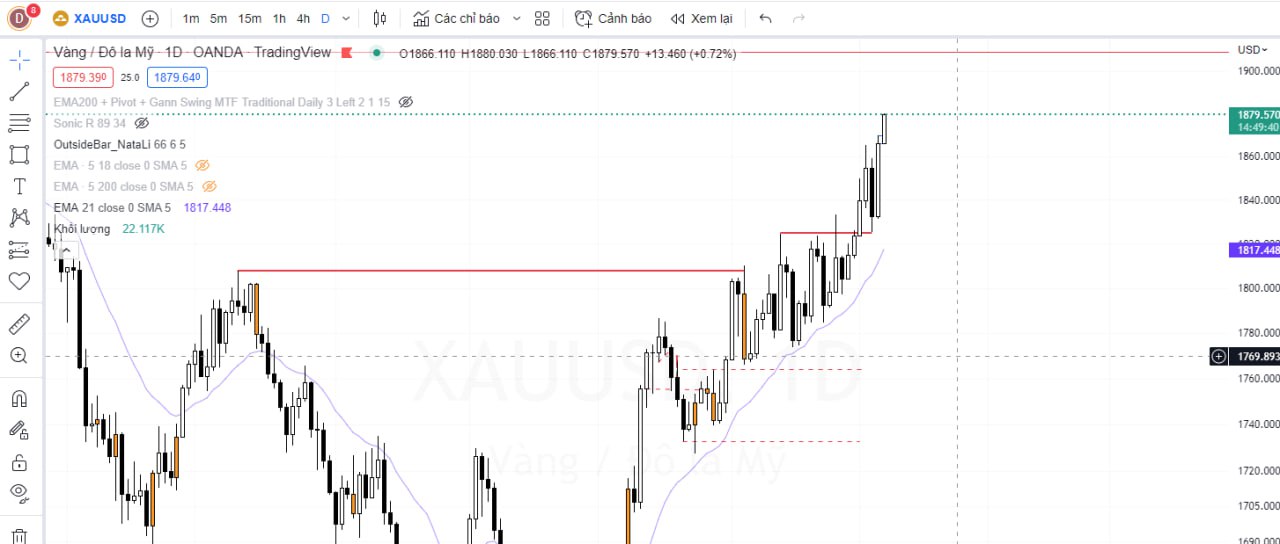 D 8 XAUUSD 1m 5m 15m 1h 4h D Các chỉ báo Cảnh báo Xem lại
Vàng / Đô la Mỹ · 1D · OANDA · TradingView O1866.110 H1880.030 L1866.110 C1879.570 +13.460 (+0.72%)
USD
1879.390 25.0 1879.640
1900.000
EMA200 + Pivot + Gann Swing MTF Traditional Daily 3 Left 2 1 15
Sonic R 89 34
1879.570
14:49:40
OutsideBar_NataLi 66 6 5
1860.000
EMA · 5 18 close 0 SMA 5
EMA · 5 200 close 0 SMA 5
1840.000
EMA 21 close 0 SMA 5 1817.448
Khối lượng 22.117K
1817.448
1800.000
1780.000
1769.893
XAUUSD, 1D
1760.000
1740.000
Vàng / Đô la Mỹ
1720.000
1705.000
1690.000